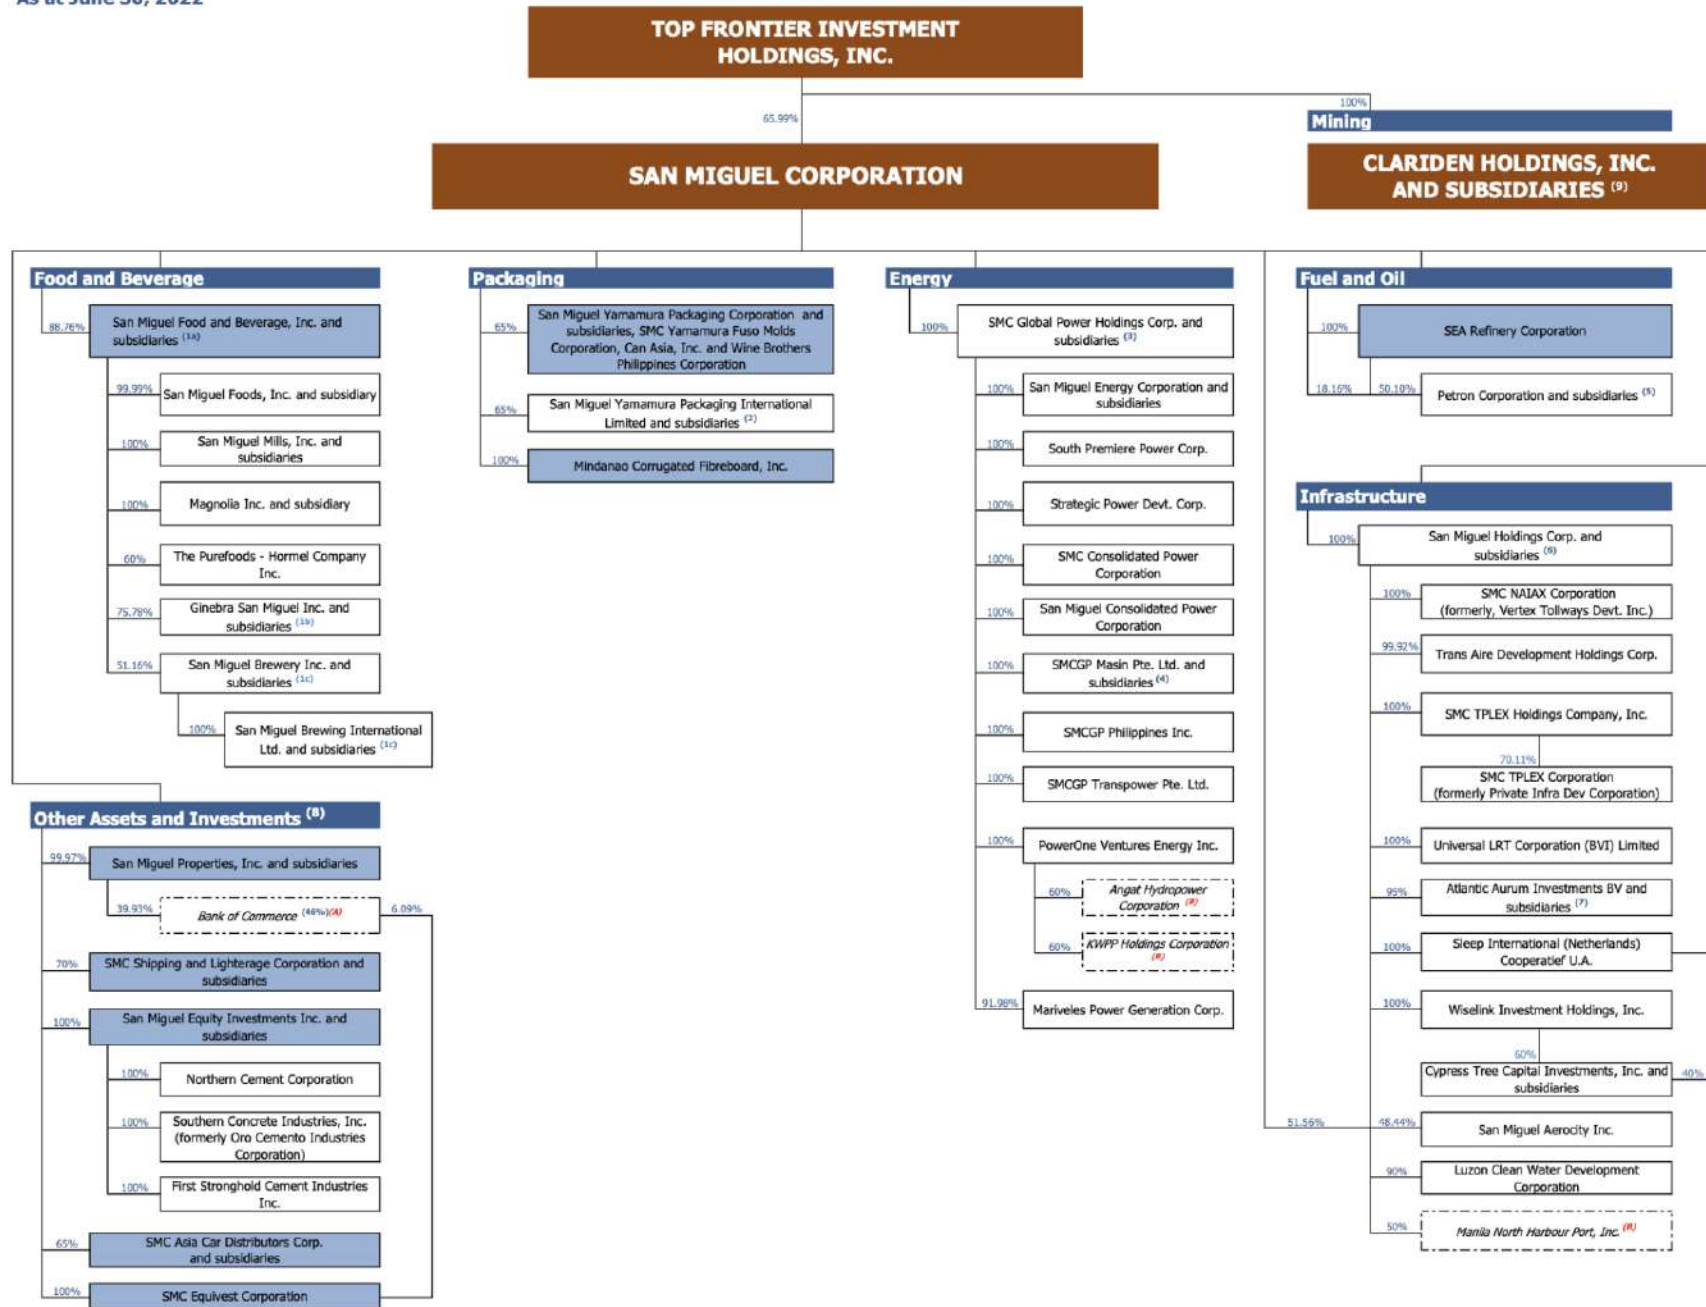 As at June 30, 2022
TOP FRONTIER INVESTMENT
HOLDINGS, INC.
65.99%
100%
Mining
SAN MIGUEL CORPORATION
CLARIDEN HOLDINGS, INC.
AND SUBSIDIARIES (9)
Food and Beverage
88.76%
San Miguel Food and Beverage, Inc. and
subsidiaries (1a)
99.99%
San Miguel Foods, Inc. and subsidiary
100%
San Miguel Mills, Inc. and
subsidiaries
100%
Magnolia Inc. and subsidiary
60%
The Purefoods - Hormel Company
Inc.
75.78%
Ginebra San Miguel Inc. and
subsidiaries (1b)
51.16%
San Miguel Brewery Inc. and
subsidiaries (1c)
100%
San Miguel Brewing International
Ltd. and subsidiaries (1c)
Other Assets and Investments (8)
99.97%
San Miguel Properties, Inc. and subsidiaries
39.93%
Bank of Commerce (46%)(A)
6.09%
70%
SMC Shipping and Lighterage Corporation and
subsidiaries
100%
San Miguel Equity Investments Inc. and
subsidiaries
100%
Northern Cement Corporation
100%
Southern Concrete Industries, Inc.
(formerly Oro Cemento Industries
Corporation)
100%
First Stronghold Cement Industries
Inc.
65%
SMC Asia Car Distributors Corp.
and subsidiaries
100%
SMC Equivest Corporation
Packaging
65%
San Miguel Yamamura Packaging Corporation and
subsidiaries, SMC Yamamura Fuso Molds
Corporation, Can Asia, Inc. and Wine Brothers
Philippines Corporation
65%
San Miguel Yamamura Packaging International
Limited and subsidiaries (2)
100%
Mindanao Corrugated Fibreboard, Inc.
Energy
100%
SMC Global Power Holdings Corp. and
subsidiaries (3)
100%
San Miguel Energy Corporation and
subsidiaries
100%
South Premiere Power Corp.
100%
Strategic Power Devt. Corp.
100%
SMC Consolidated Power
Corporation
100%
San Miguel Consolidated Power
Corporation
100%
SMCGP Masin Pte. Ltd. and
subsidiaries (4)
100%
SMCGP Philippines Inc.
100%
SMCGP Transpower Pte. Ltd.
100%
PowerOne Ventures Energy Inc.
60%
Angat Hydropower
Corporation (B)
60%
KWPP Holdings Corporation
(B)
91.98%
Mariveles Power Generation Corp.
Fuel and Oil
100%
SEA Refinery Corporation
18.16%
50.10%
Petron Corporation and subsidiaries (5)
Infrastructure
100%
San Miguel Holdings Corp. and
subsidiaries (6)
100%
SMC NAIAX Corporation
(formerly, Vertex Tollways Devt. Inc.)
99.92%
Trans Aire Development Holdings Corp.
100%
SMC TPLEX Holdings Company, Inc.
70.11%
SMC TPLEX Corporation
(formerly Private Infra Dev Corporation)
100%
Universal LRT Corporation (BVI) Limited
95%
Atlantic Aurum Investments BV and
subsidiaries (7)
100%
Sleep International (Netherlands)
Cooperatief U.A.
100%
Wiselink Investment Holdings, Inc.
60%
Cypress Tree Capital Investments, Inc. and
subsidiaries
40%
51.56%
48.44%
San Miguel Aerocity Inc.
90%
Luzon Clean Water Development
Corporation
50%
Manila North Harbour Port, Inc. (B)